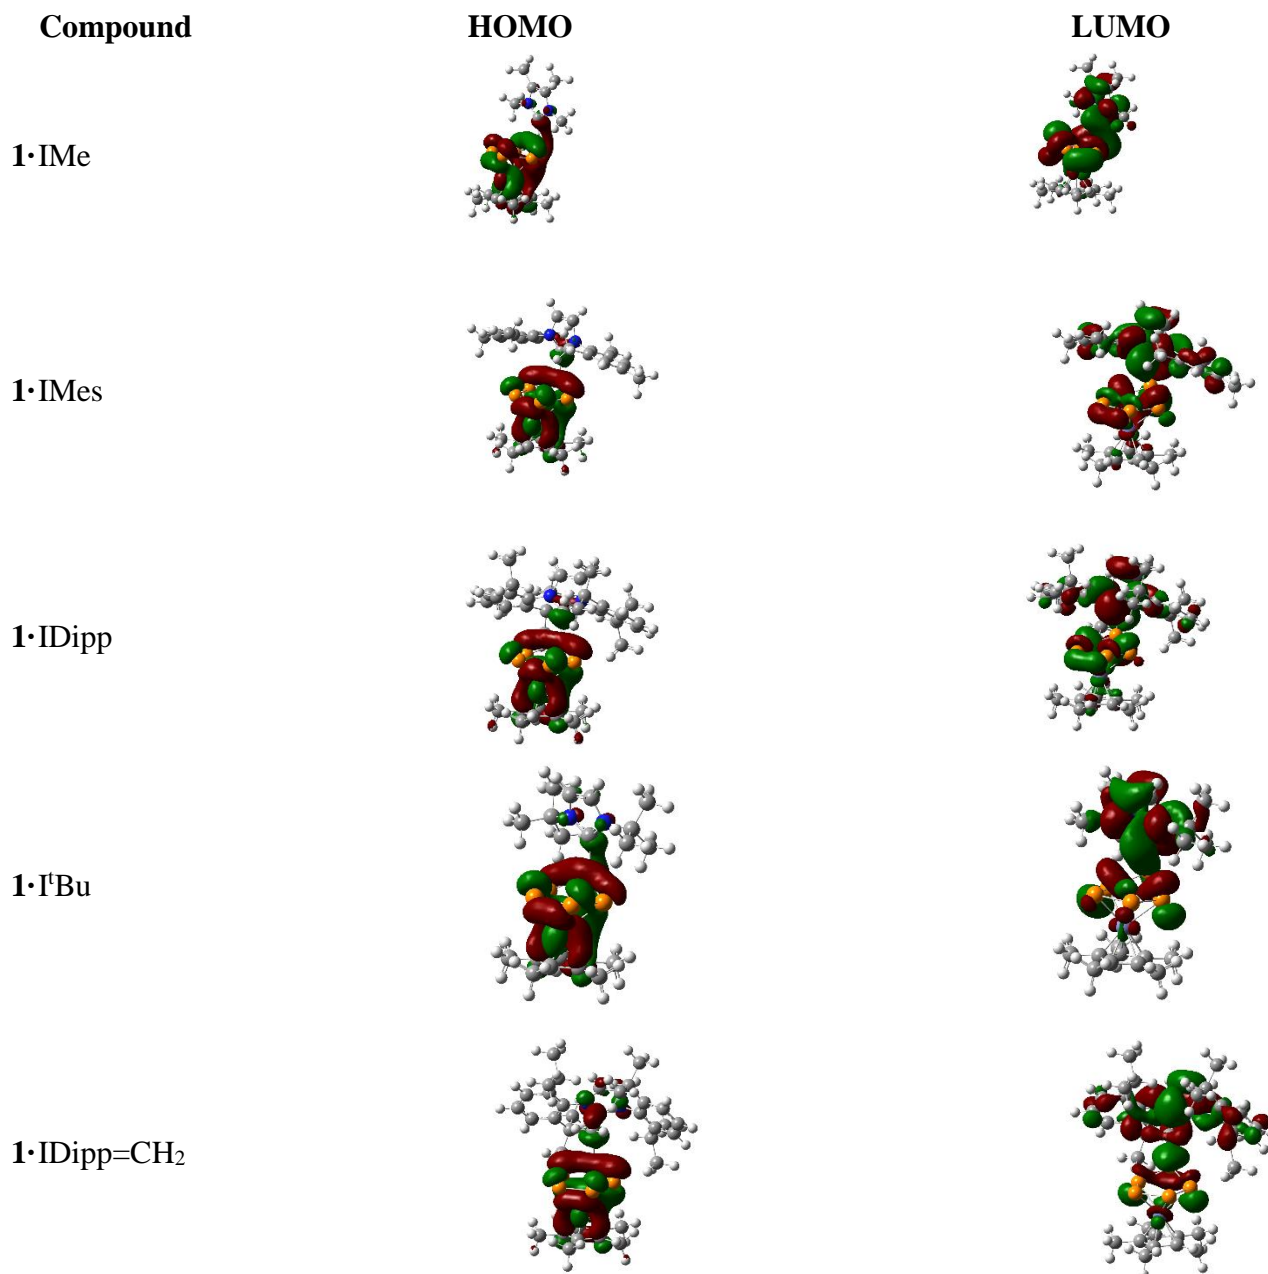 Compound HOMO LUMO
1·IMe
1·IMes
1·IDipp
1·IᵗBu
1·IDipp=CH₂